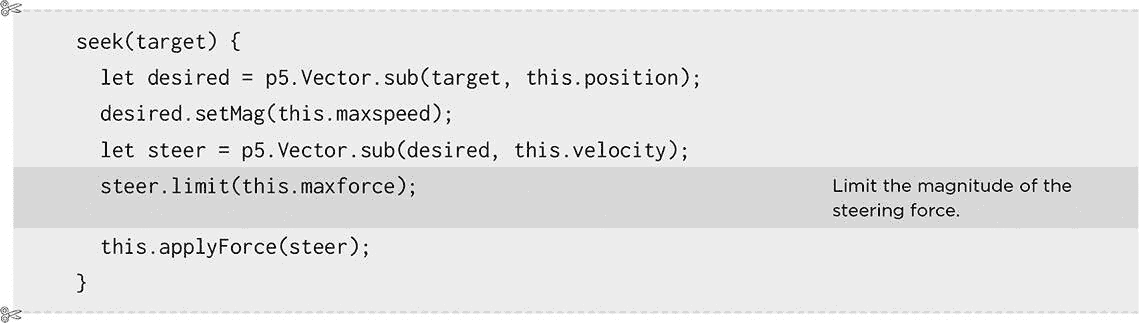 seek(target) {
let desired = p5.Vector.sub(target, this.position);
desired.setMag(this.maxspeed);
let steer = p5.Vector.sub(desired, this.velocity);
steer.limit(this.maxforce);
Limit the magnitude of the
steering force.
this.applyForce(steer);
}